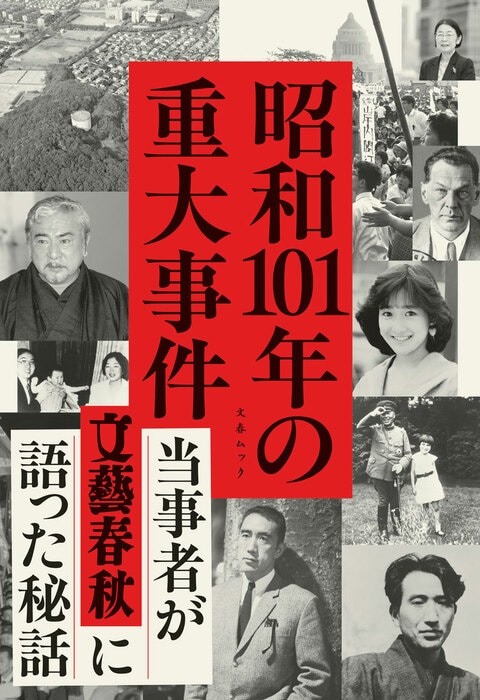 昭和101年の
重大事件
文春ムック
当事者が
文藝春秋に
語った秘話